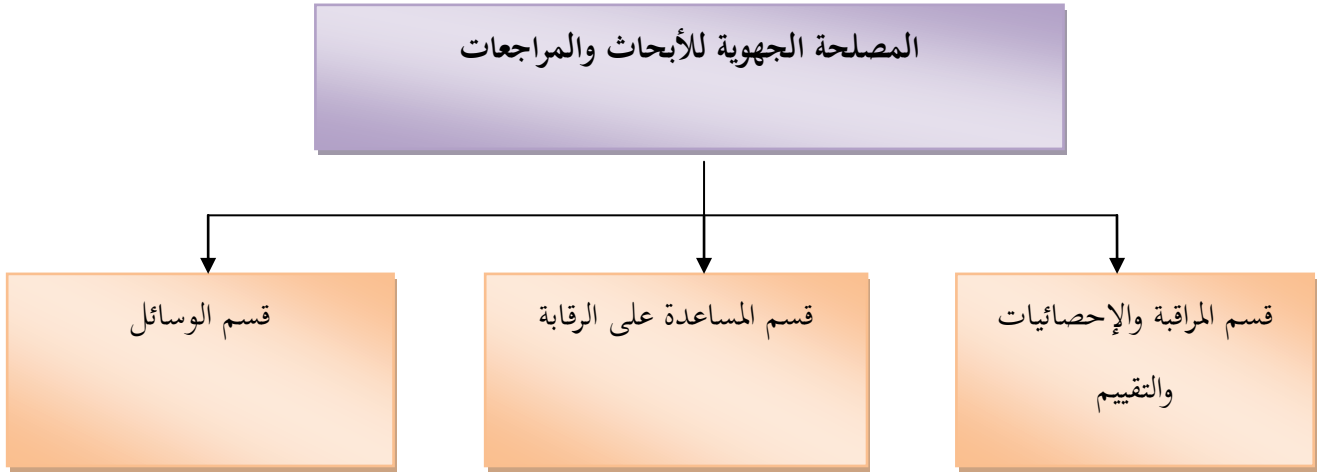 المصلحة الجهوية للأبحاث والمراجعات
قسم المراقبة والإحصائيات
والتقييم
قسم المساعدة على الرقابة
قسم الوسائل